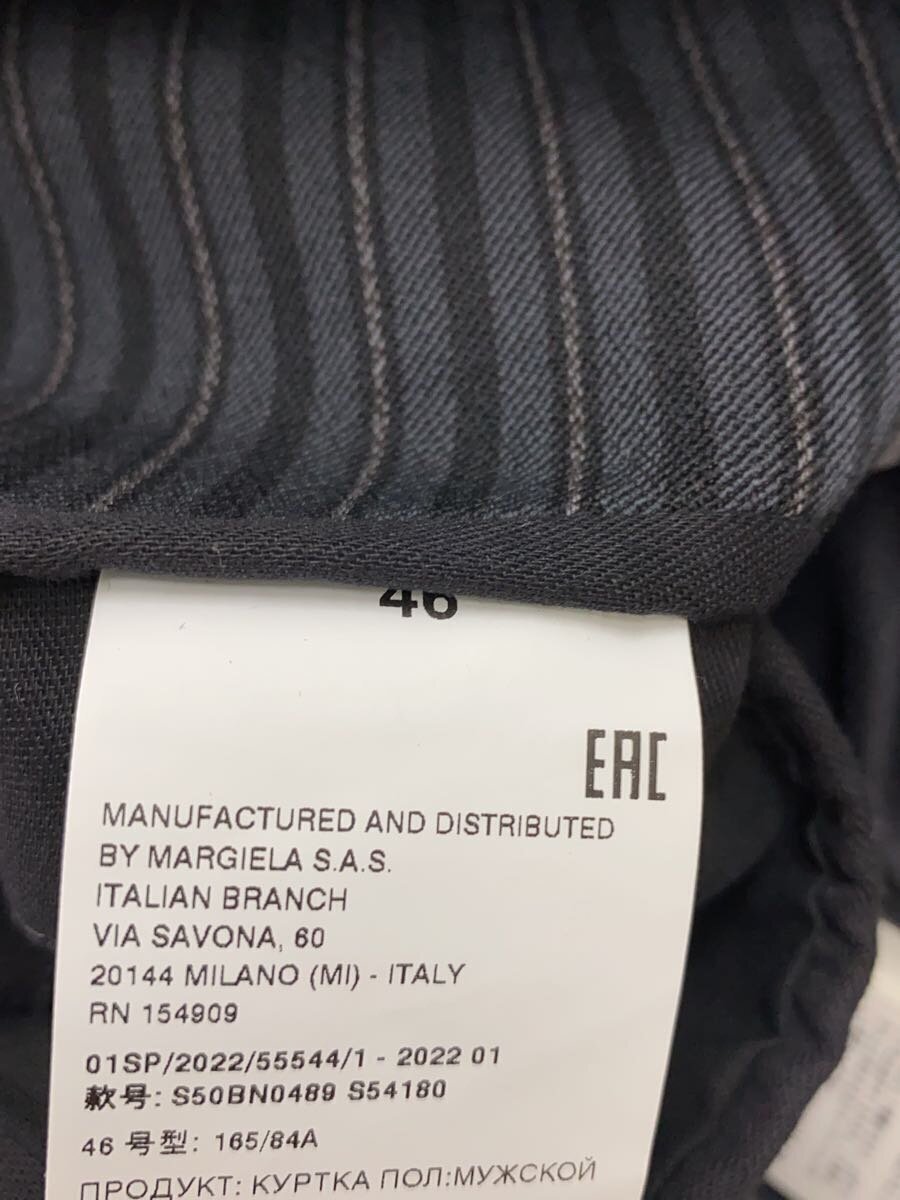 46
EAC
MANUFACTURED AND DISTRIBUTED
BY MARGIELA S.A.S.
ITALIAN BRANCH
VIA SAVONA, 60
20144 MILANO (MI) - ITALY
RN 154909
01SP/2022/55544/1 - 2022 01
款号: S50BN0489 S54180
46 号型: 165/84A
ПРОДУКТ: КУРТКА ПОЛ:МУЖСКОЙ